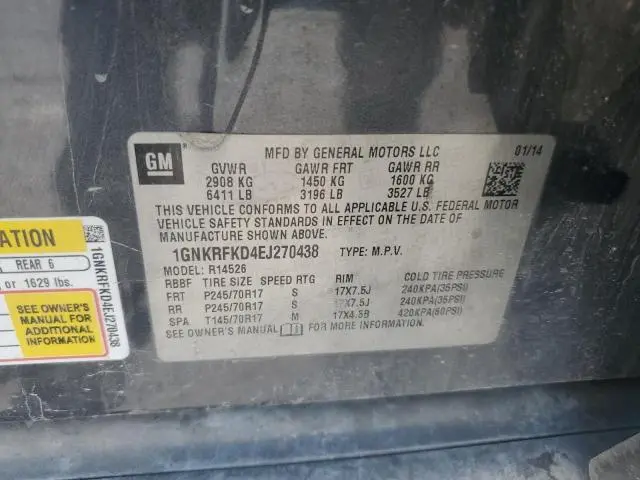 GM
MFD BY GENERAL MOTORS LLC 01/14
GVWR GAWR FRT GAWR RR
2908 KG 1450 KG 1600 KG
6411 LB 3196 LB 3527 LB
THIS VEHICLE CONFORMS TO ALL APPLICABLE U.S. FEDERAL MOTOR
VEHICLE SAFETY STANDARDS IN EFFECT ON THE DATE OF
MANUFACTURE SHOWN ABOVE.
1GNKRFKD4EJ270438 TYPE: M.P.V.
MODEL: R14526
RBBF TIRE SIZE SPEED RTG RIM COLD TIRE PRESSURE
FRT P245/70R17 S 17X7.5J 240KPA(35PSI)
RR P245/70R17 S 17X7.5J 240KPA(35PSI)
SPA T145/70R17 M 17X4.5B 420KPA(60PSI)
SEE OWNER'S MANUAL FOR MORE INFORMATION
ATION
REAR 6
or 1629 lbs.
SEE OWNER'S
MANUAL FOR
ADDITIONAL
INFORMATION
1GNKRFKD4EJ270438